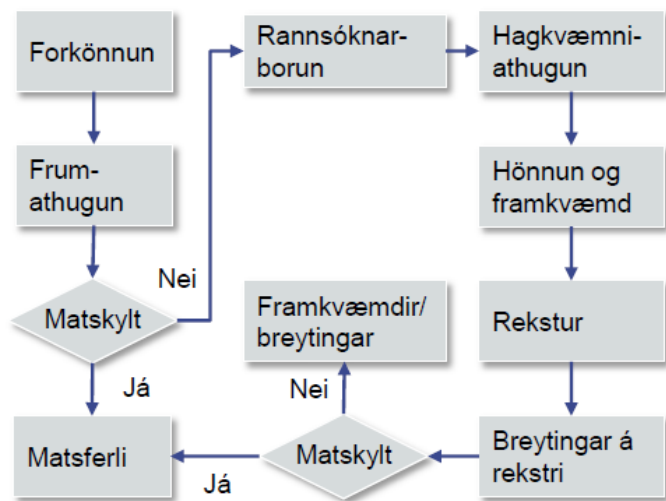 Forkönnun
Rannsóknar-
borun
Hagkvæmni-
athugun
Frum-
athugun
Hönnun og
framkvæmd
Nei
Matskylt
Framkvæmdir/
breytingar
Rekstur
Já
Nei
Matsferli
Já
Matskylt
Breytingar á
rekstri